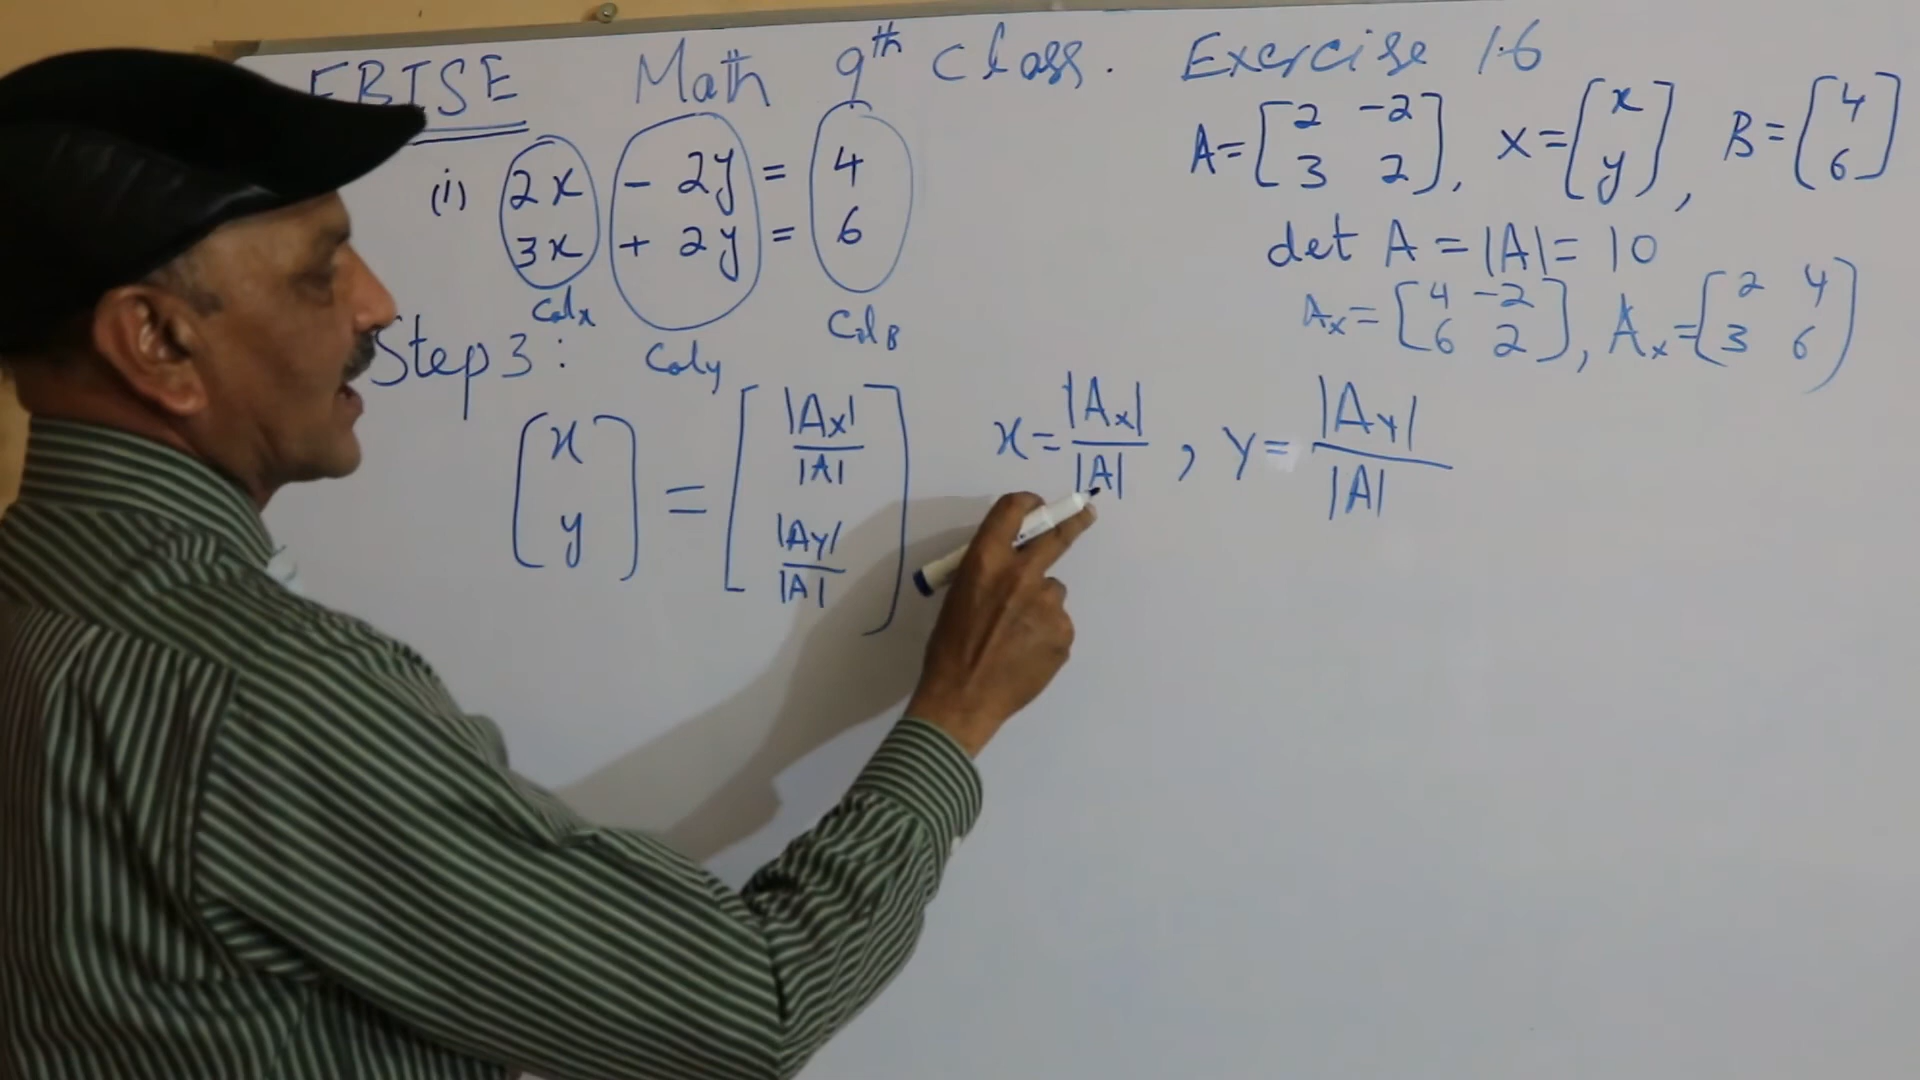 FBISE Math 9th Class. Exercise 1.6
(i) 2x - 2y = 4
3x + 2y = 6
Colx Coly ColB
A = [2 -2
3 2], X = [x
y], B = [4
6]
det A = |A| = 10
Ax = [4 -2
6 2], Ax = [2 4
3 6]
Step 3:
[x
y] = [|Ax|
|A|
|Ay|
|A|]
x = |Ax|
|A| , y = |Ay|
|A|